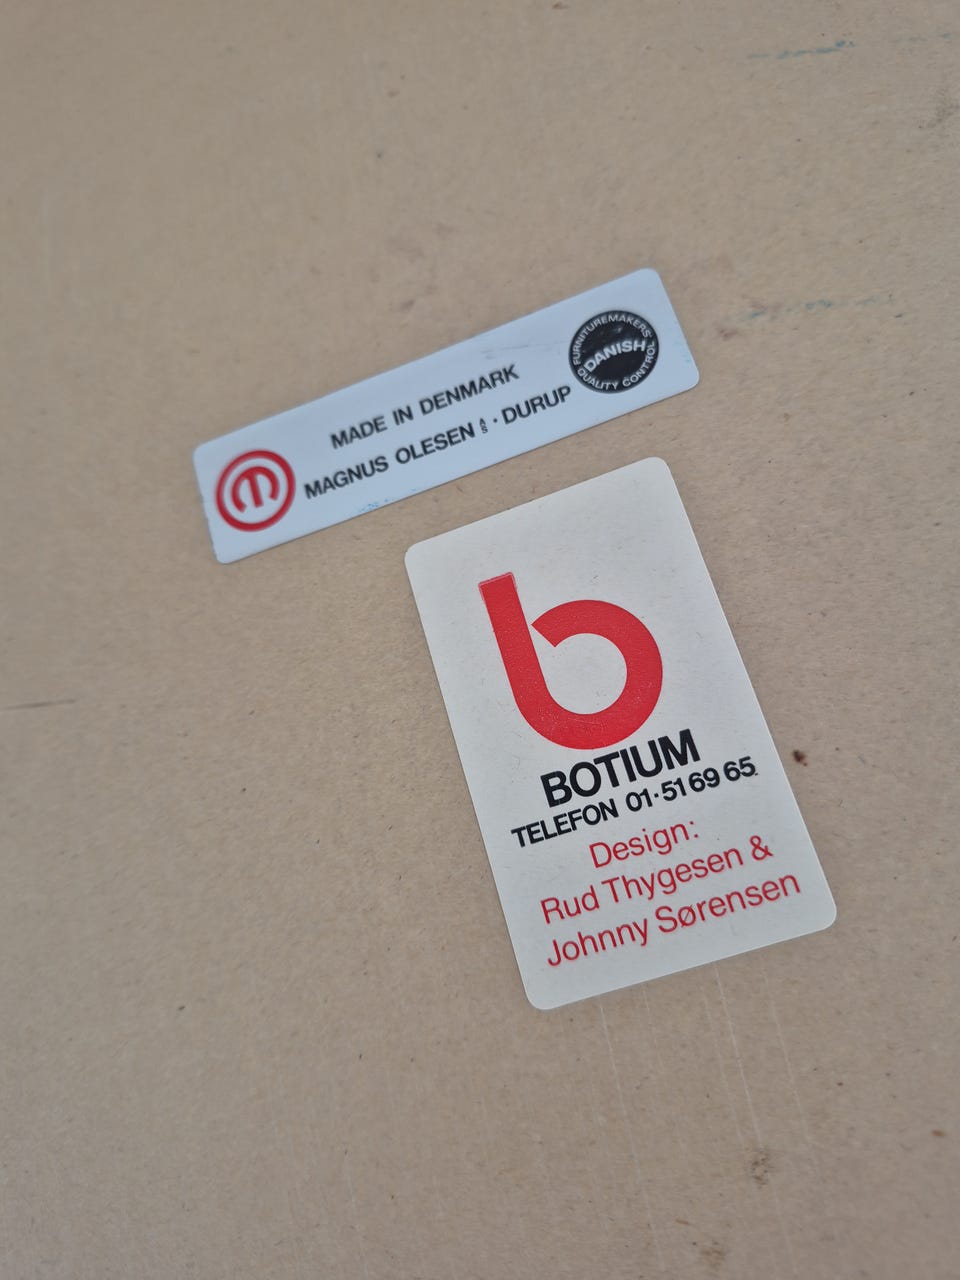 MADE IN DENMARK
MAGNUS OLESEN A/S · DURUP
FURNITUREMAKERS'
DANISH
QUALITY CONTROL
b
BOTIUM
TELEFON 01·51 69 65
Design:
Rud Thygesen &
Johnny Sørensen